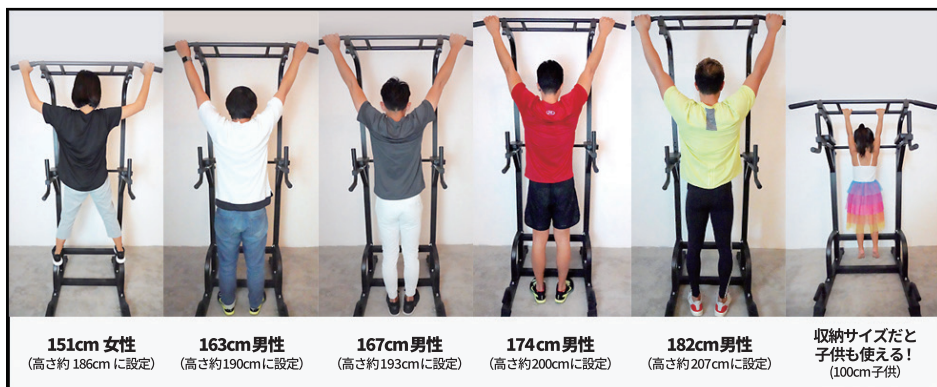 151cm 女性
(高さ約 186cm に設定)
163cm男性
(高さ約190cmに設定)
167cm男性
(高さ約193cmに設定)
174cm男性
(高さ約200cmに設定)
182cm男性
(高さ約207cmに設定)
収納サイズだと
子供も使える！
(100cm子供)